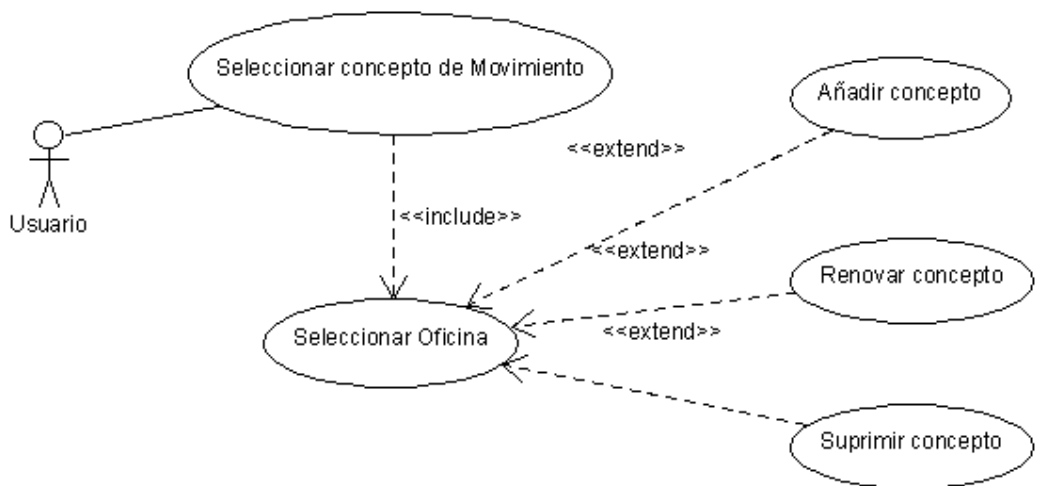 Seleccionar concepto de Movimiento
Añadir concepto
<<extend>>
Usuario
<<include>>
<<extend>>
Renovar concepto
Seleccionar Oficina
<<extend>>
Suprimir concepto